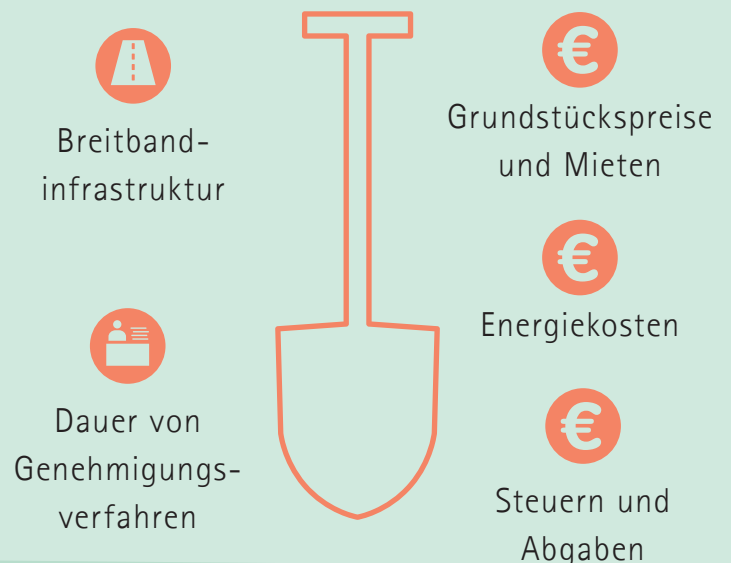 Breitband-
infrastruktur
Dauer von
Genehmigungs-
verfahren
Grundstückspreise
und Mieten
Energiekosten
Steuern und
Abgaben